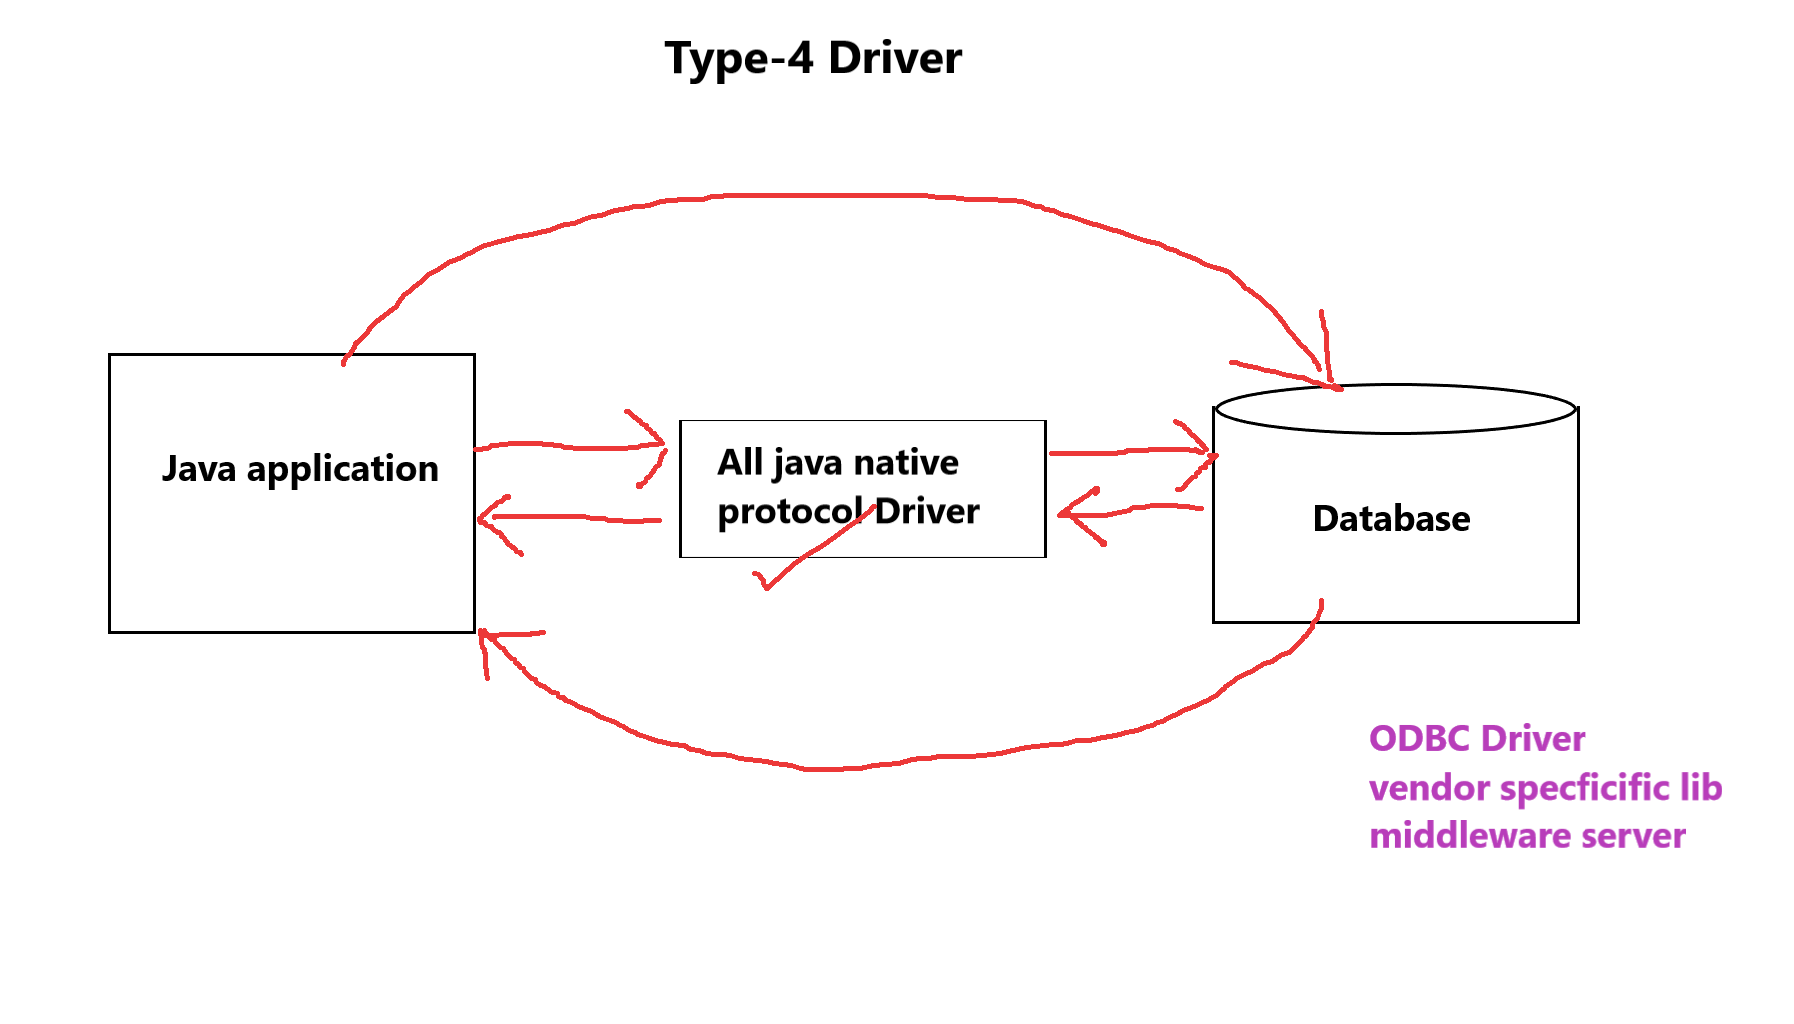 Type-4 Driver
Java application
All java native
protocol Driver
Database
ODBC Driver
vendor specficific lib
middleware server